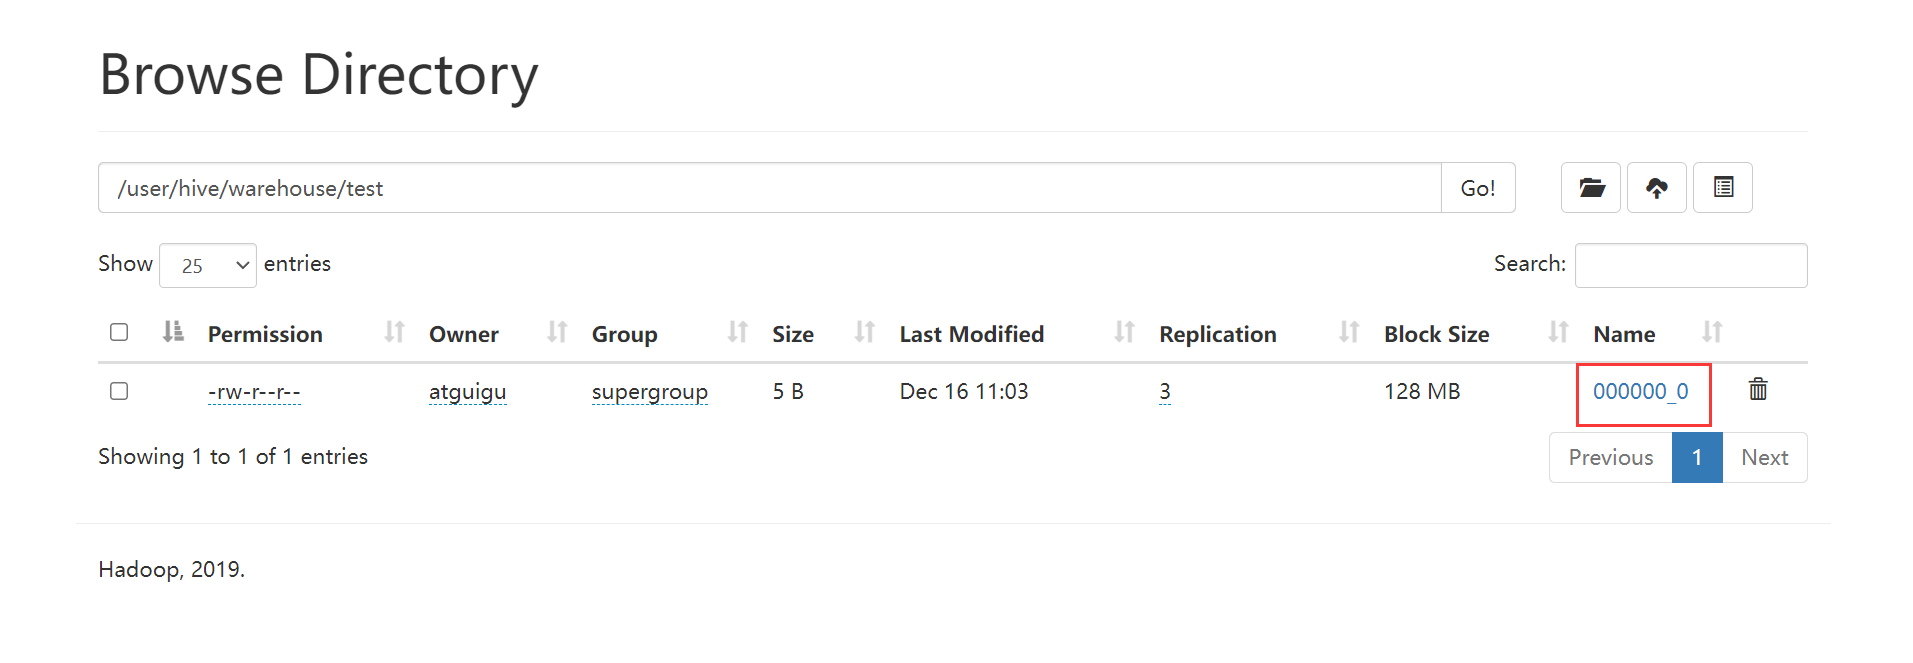 Browse Directory
/user/hive/warehouse/test Go!
Show 25 entries Search:
Permission Owner Group Size Last Modified Replication Block Size Name
-rw-r--r-- atguigu supergroup 5 B Dec 16 11:03 3 128 MB 000000_0
Showing 1 to 1 of 1 entries Previous 1 Next
Hadoop, 2019.